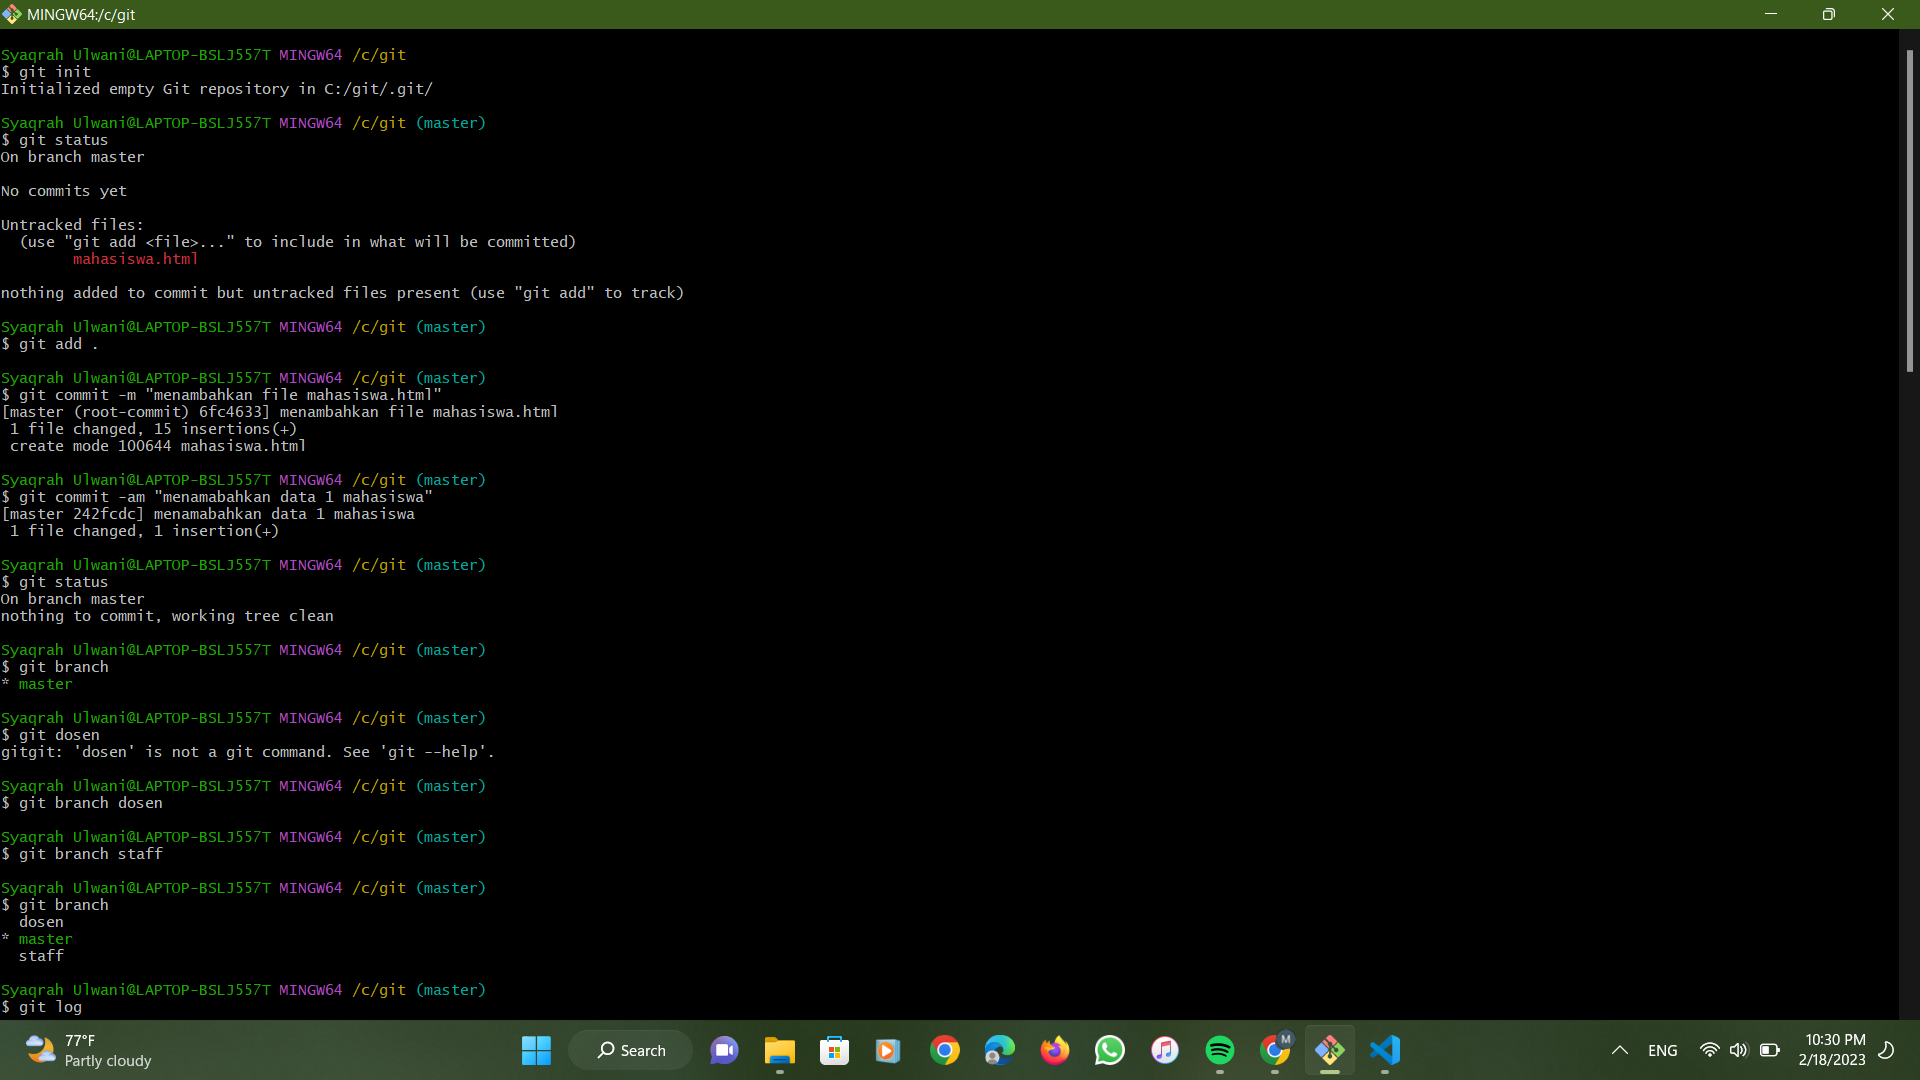 MINGW64:/c/git
Syaqrah Ulwani@LAPTOP-BSLJ557T MINGW64 /c/git
$ git init
Initialized empty Git repository in C:/git/.git/
Syaqrah Ulwani@LAPTOP-BSLJ557T MINGW64 /c/git (master)
$ git status
On branch master
No commits yet
Untracked files:
  (use "git add <file>..." to include in what will be committed)
        mahasiswa.html
nothing added to commit but untracked files present (use "git add" to track)
Syaqrah Ulwani@LAPTOP-BSLJ557T MINGW64 /c/git (master)
$ git add .
Syaqrah Ulwani@LAPTOP-BSLJ557T MINGW64 /c/git (master)
$ git commit -m "menambahkan file mahasiswa.html"
[master (root-commit) 6fc4633] menambahkan file mahasiswa.html
 1 file changed, 15 insertions(+)
 create mode 100644 mahasiswa.html
Syaqrah Ulwani@LAPTOP-BSLJ557T MINGW64 /c/git (master)
$ git commit -am "menamabahkan data 1 mahasiswa"
[master 242fcdc] menamabahkan data 1 mahasiswa
 1 file changed, 1 insertion(+)
Syaqrah Ulwani@LAPTOP-BSLJ557T MINGW64 /c/git (master)
$ git status
On branch master
nothing to commit, working tree clean
Syaqrah Ulwani@LAPTOP-BSLJ557T MINGW64 /c/git (master)
$ git branch
* master
Syaqrah Ulwani@LAPTOP-BSLJ557T MINGW64 /c/git (master)
$ git dosen
gitgit: 'dosen' is not a git command. See 'git --help'.
Syaqrah Ulwani@LAPTOP-BSLJ557T MINGW64 /c/git (master)
$ git branch dosen
Syaqrah Ulwani@LAPTOP-BSLJ557T MINGW64 /c/git (master)
$ git branch staff
Syaqrah Ulwani@LAPTOP-BSLJ557T MINGW64 /c/git (master)
$ git branch
  dosen
* master
  staff
Syaqrah Ulwani@LAPTOP-BSLJ557T MINGW64 /c/git (master)
$ git log
77°F
Partly cloudy
Search
M
ENG
10:30 PM
2/18/2023